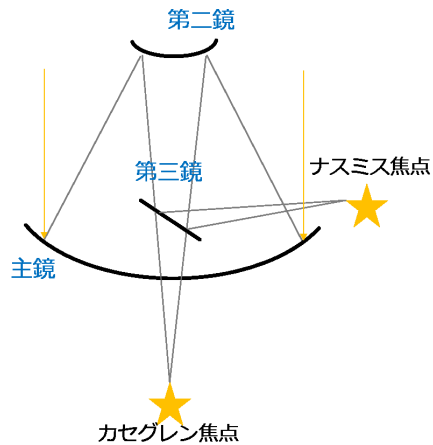 第二鏡
第三鏡
ナスミス焦点
主鏡
カセグレン焦点